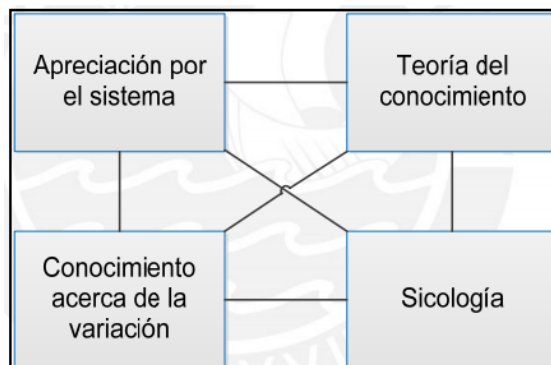 Apreciación por
el sistema
Teoría del
conocimiento
Conocimiento
acerca de la
variación
Sicología